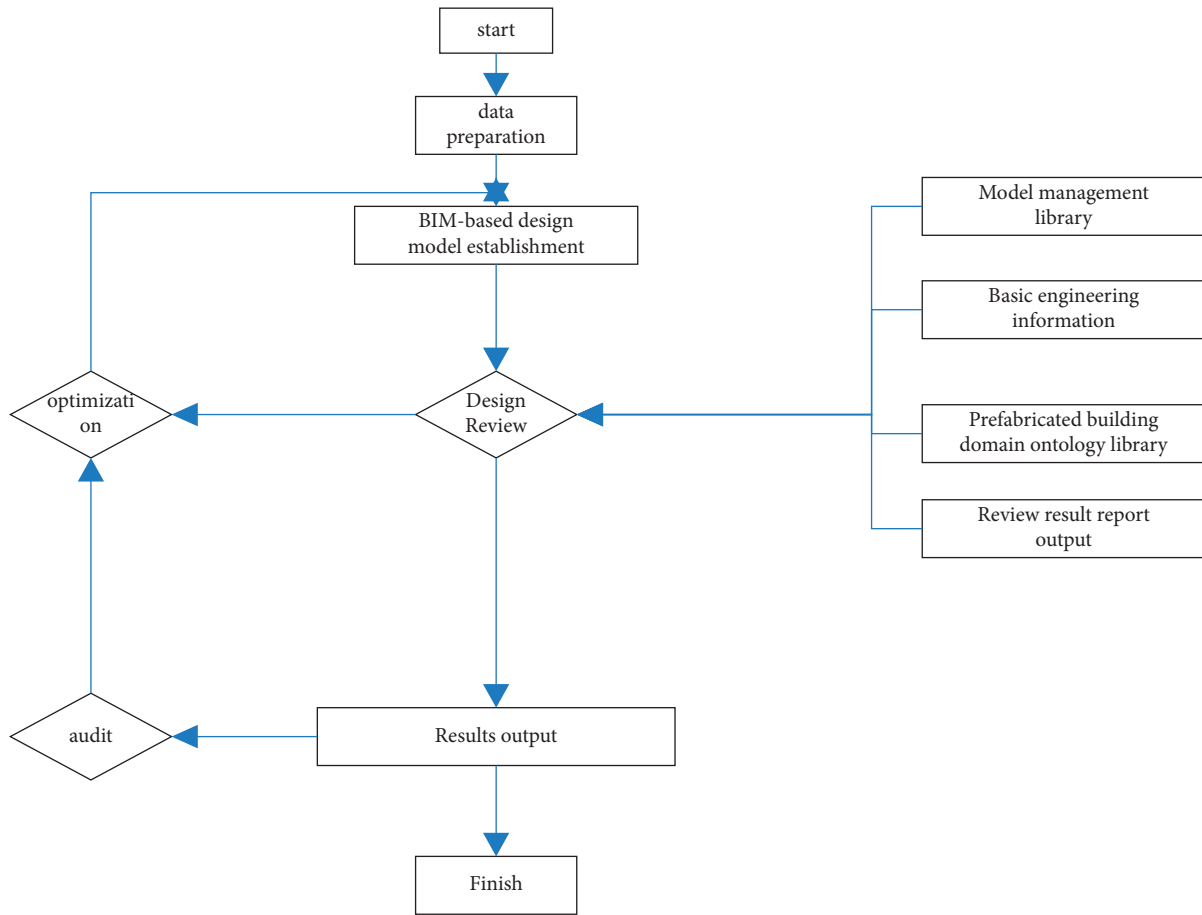 start
data
preparation
BIM-based design
model establishment
Model management
library
Basic engineering
information
optimizati
on
Design
Review
Prefabricated building
domain ontology library
Review result report
output
audit
Results output
Finish